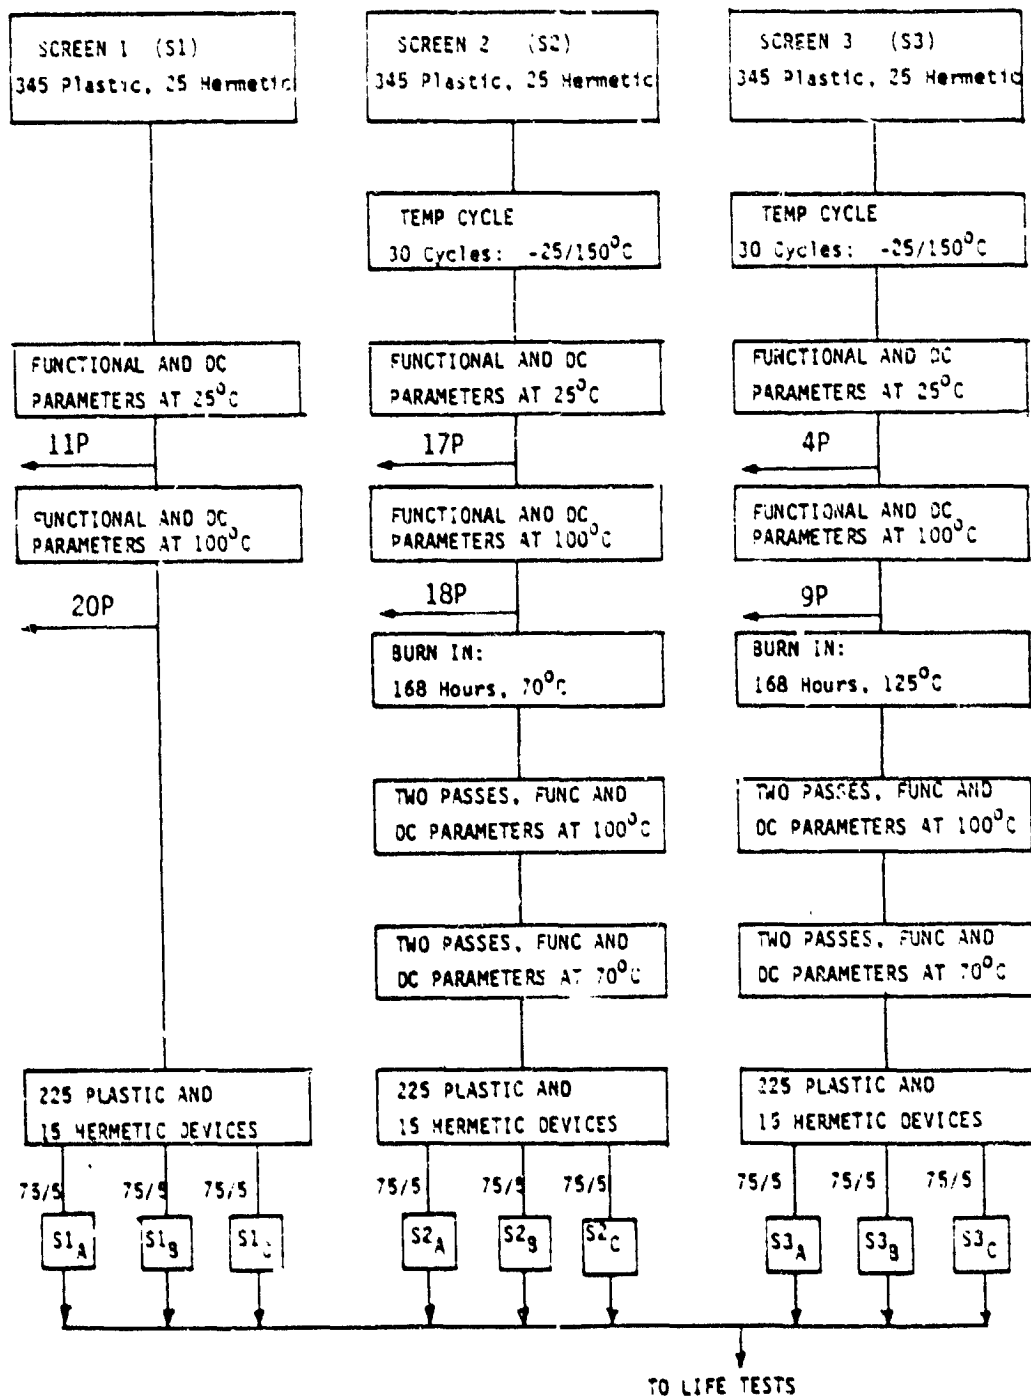 SCREEN 1 (S1)
345 Plastic, 25 Hermetic
SCREEN 2 (S2)
345 Plastic, 25 Hermetic
SCREEN 3 (S3)
345 Plastic, 25 Hermetic
TEMP CYCLE
30 Cycles: -25/150°C
TEMP CYCLE
30 Cycles: -25/150°C
FUNCTIONAL AND DC
PARAMETERS AT 25°C
FUNCTIONAL AND DC
PARAMETERS AT 25°C
FUNCTIONAL AND DC
PARAMETERS AT 25°C
11P
17P
4P
FUNCTIONAL AND DC
PARAMETERS AT 100°C
FUNCTIONAL AND DC
PARAMETERS AT 100°C
FUNCTIONAL AND DC
PARAMETERS AT 100°C
20P
18P
9P
BURN IN:
168 Hours, 70°C
BURN IN:
168 Hours, 125°C
TWO PASSES, FUNC AND
DC PARAMETERS AT 100°C
TWO PASSES, FUNC AND
DC PARAMETERS AT 100°C
TWO PASSES, FUNC AND
DC PARAMETERS AT 70°C
TWO PASSES, FUNC AND
DC PARAMETERS AT 70°C
225 PLASTIC AND
15 HERMETIC DEVICES
225 PLASTIC AND
15 HERMETIC DEVICES
225 PLASTIC AND
15 HERMETIC DEVICES
75/5 75/5 75/5
75/5 75/5 75/5
75/5 75/5 75/5
S1A S1B S1C
S2A S2B S2C
S3A S3B S3C
TO LIFE TESTS